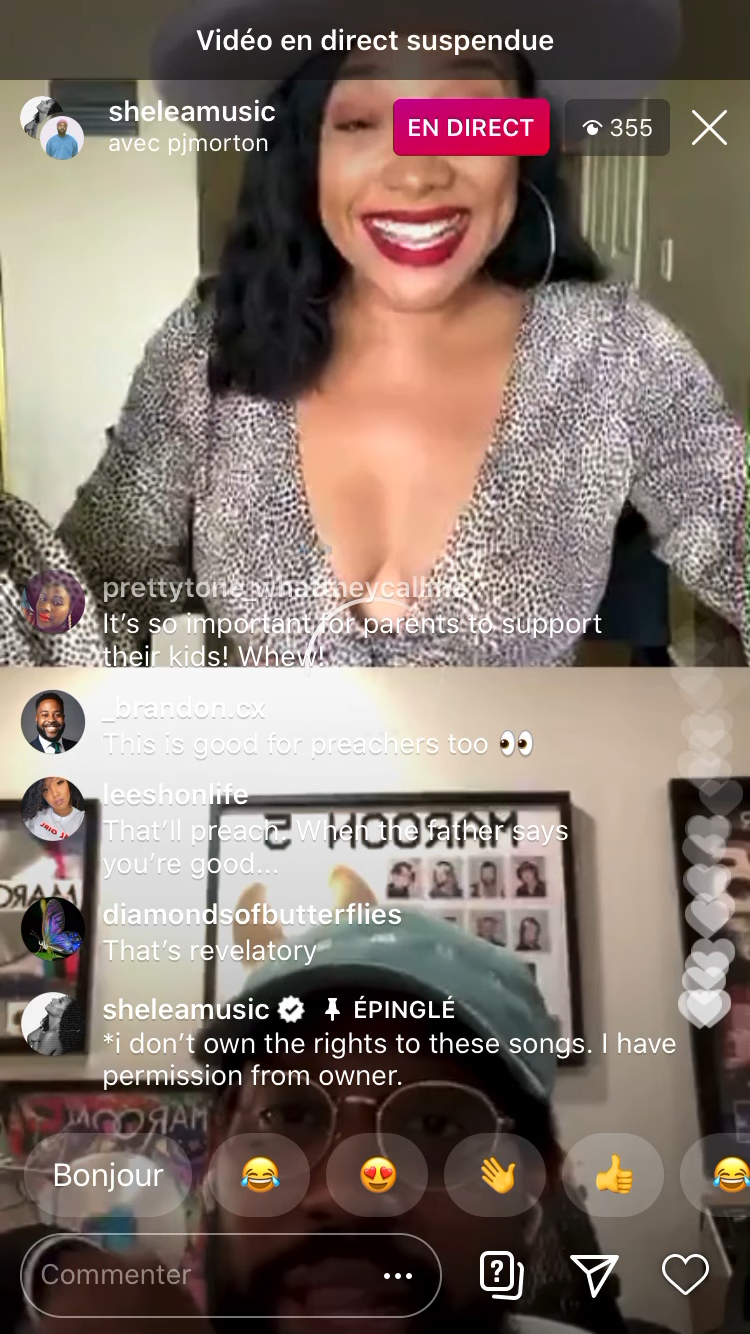 Vidéo en direct suspendue
sheleamusic
avec pjmorton
EN DIRECT
355
prettytone_whattheycallme
It's so important for parents to support
their kids! Whew!
_brandon.cx
This is good for preachers too 👀
leeshonlife
That'll preach. When the father says
you're good...
MAROON 5
diamondsofbutterflies
That's revelatory
sheleamusic ÉPINGLÉ
*i don't own the rights to these songs. I have
permission from owner.
Bonjour 😂 😍 👋 👍 😂
Commenter